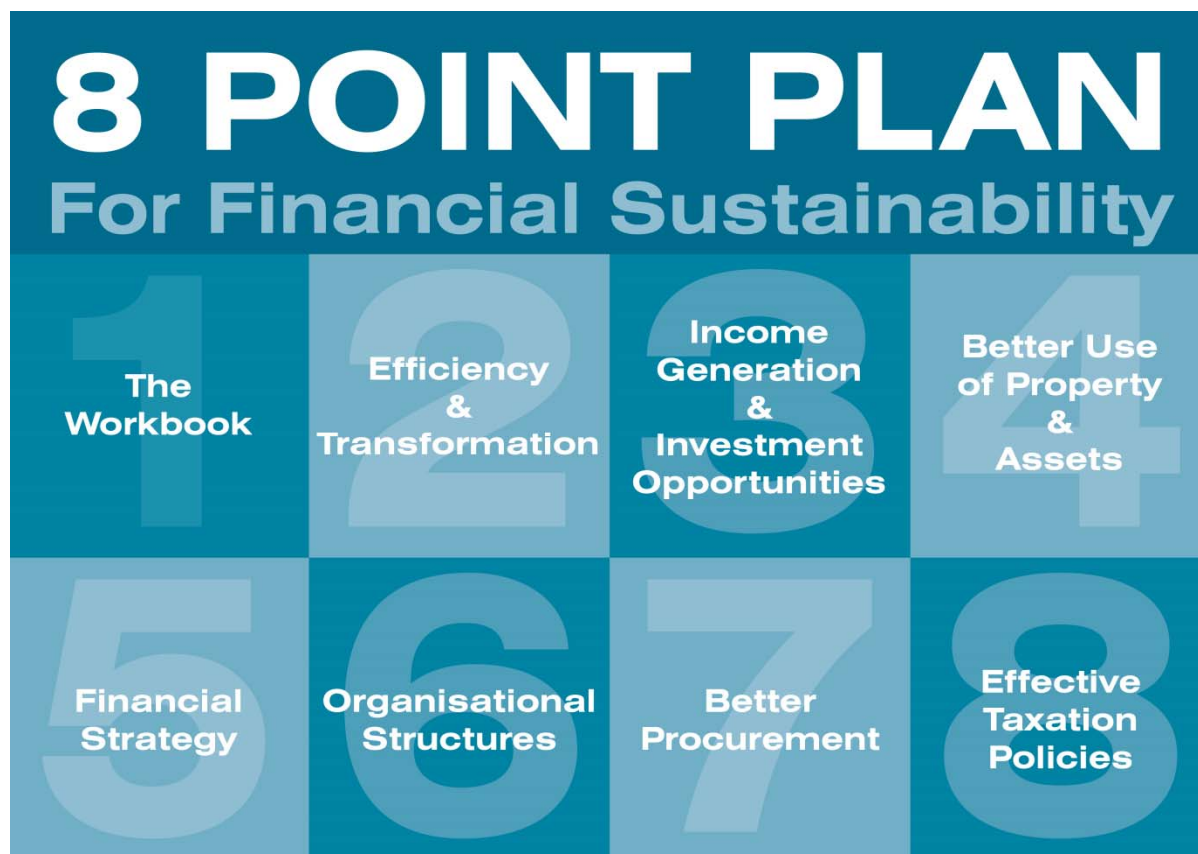 8 POINT PLAN
For Financial Sustainability
1
The
Workbook
2
Efficiency
&
Transformation
3
Income
Generation
&
Investment
Opportunities
4
Better Use
of Property
&
Assets
5
Financial
Strategy
6
Organisational
Structures
7
Better
Procurement
8
Effective
Taxation
Policies